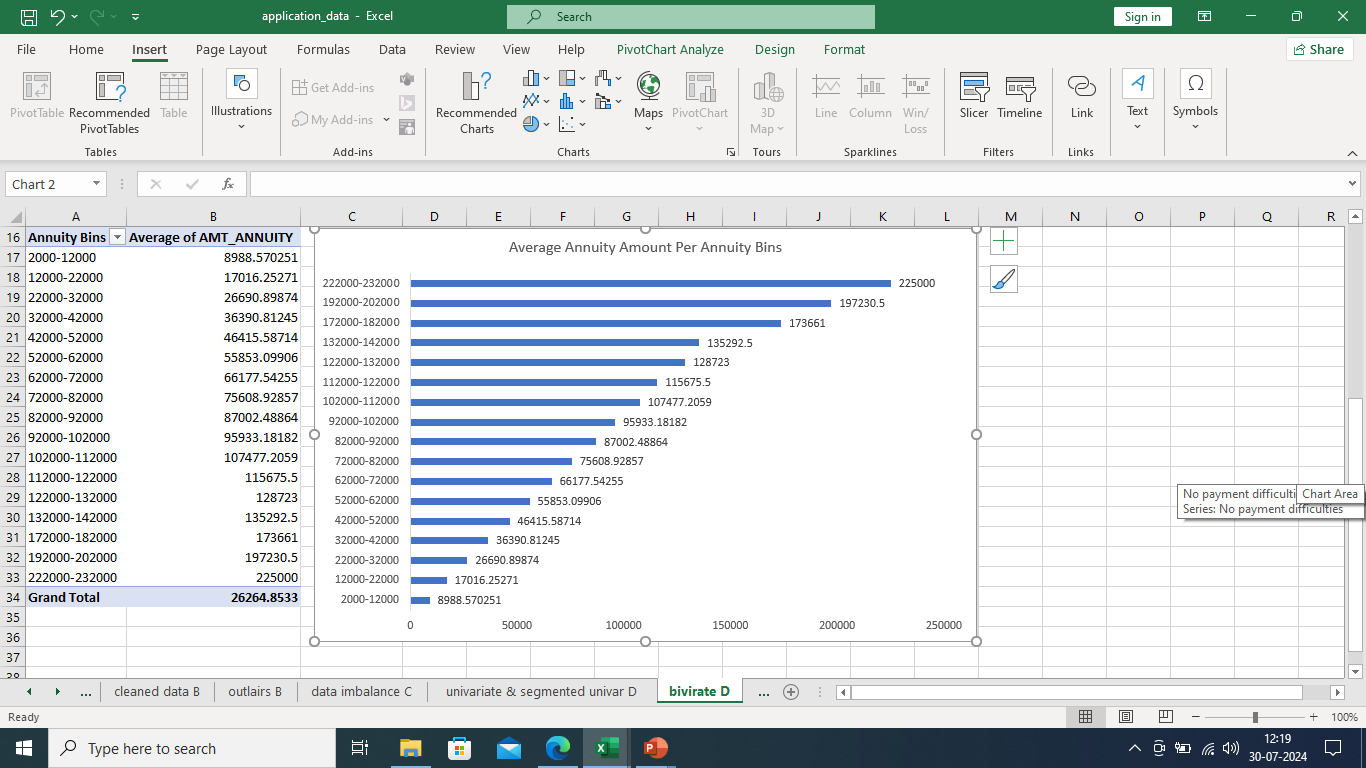 application_data - Excel
Search
Sign in
File Home Insert Page Layout Formulas Data Review View Help PivotChart Analyze Design Format Share
PivotTable Recommended PivotTables Table
Tables
Illustrations
Get Add-ins
My Add-ins
Add-ins
Recommended Charts
Maps PivotChart
Charts
3D Map
Tours
Line Column Win/Loss
Sparklines
Slicer Timeline
Filters
Link
Links
Text
Symbols
Chart 2
fx
A B C D E F G H I J K L M N O P Q R
16 Annuity Bins Average of AMT_ANNUITY
17 2000-12000 8988.570251
18 12000-22000 17016.25271
19 22000-32000 26690.89874
20 32000-42000 36390.81245
21 42000-52000 46415.58714
22 52000-62000 55853.09906
23 62000-72000 66177.54255
24 72000-82000 75608.92857
25 82000-92000 87002.48864
26 92000-102000 95933.18182
27 102000-112000 107477.2059
28 112000-122000 115675.5
29 122000-132000 128723
30 132000-142000 135292.5
31 172000-182000 173661
32 192000-202000 197230.5
33 222000-232000 225000
34 Grand Total 26264.8533
35
36
37
38
Average Annuity Amount Per Annuity Bins
222000-232000 225000
192000-202000 197230.5
172000-182000 173661
132000-142000 135292.5
122000-132000 128723
112000-122000 115675.5
102000-112000 107477.2059
92000-102000 95933.18182
82000-92000 87002.48864
72000-82000 75608.92857
62000-72000 66177.54255
52000-62000 55853.09906
42000-52000 46415.58714
32000-42000 36390.81245
22000-32000 26690.89874
12000-22000 17016.25271
2000-12000 8988.570251
0 50000 100000 150000 200000 250000
No payment difficulti
Chart Area
Series: No payment difficulties
... cleaned data B outlairs B data imbalance C univariate & segmented univar D bivirate D ...
Ready
100%
Type here to search
12:19
30-07-2024